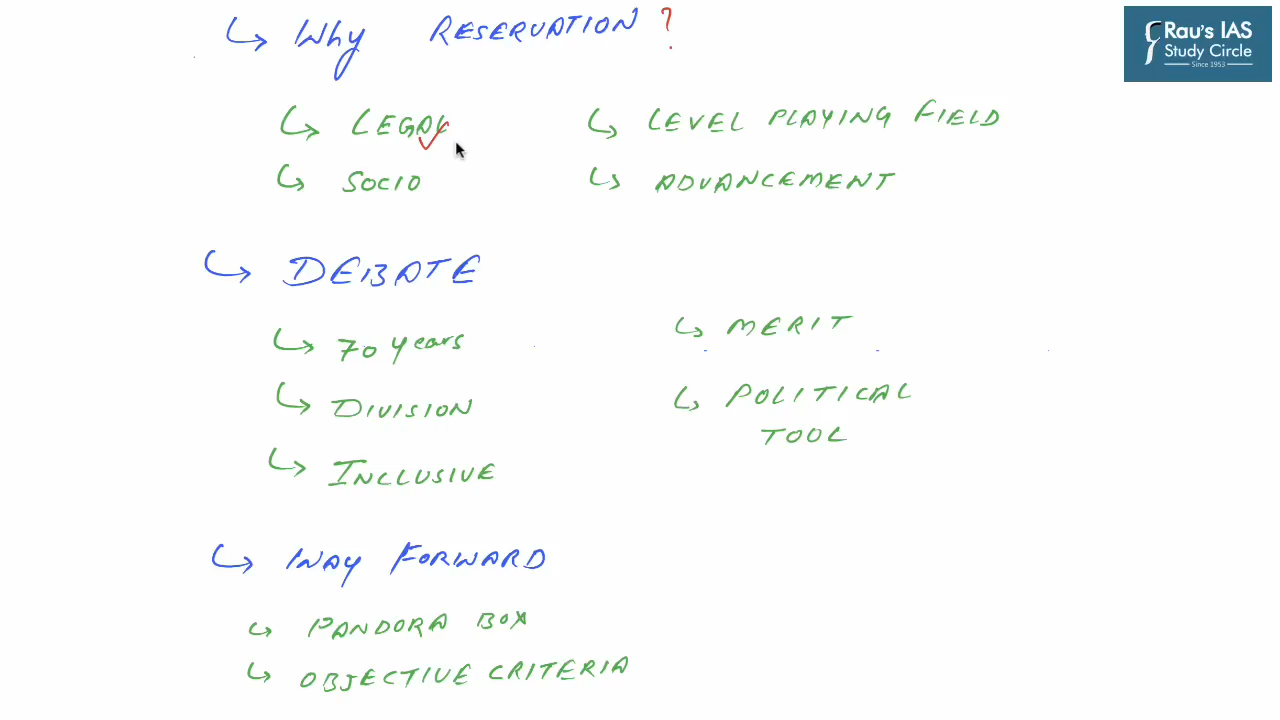 ↳ Why RESERVATION ?
Rau's IAS
Study Circle
Since 1953
↳ LEGAL ↳ LEVEL PLAYING FIELD
↳ SOCIO ↳ ADVANCEMENT
↳ DEBATE
↳ 70 years ↳ MERIT
↳ DIVISION ↳ POLITICAL
TOOL
↳ INCLUSIVE
↳ WAY FORWARD
↳ PANDORA BOX
↳ OBJECTIVE CRITERIA